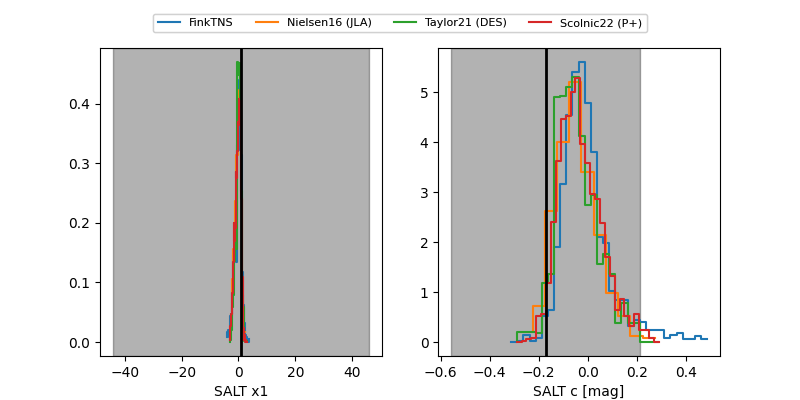 FinkTNS Nielsen16 (JLA) Taylor21 (DES) Scolnic22 (P+)
0.4
0.3
0.2
0.1
0.0
−40 −20 0 20 40
SALT x1
5
4
3
2
1
0
−0.6 −0.4 −0.2 0.0 0.2 0.4
SALT c [mag]